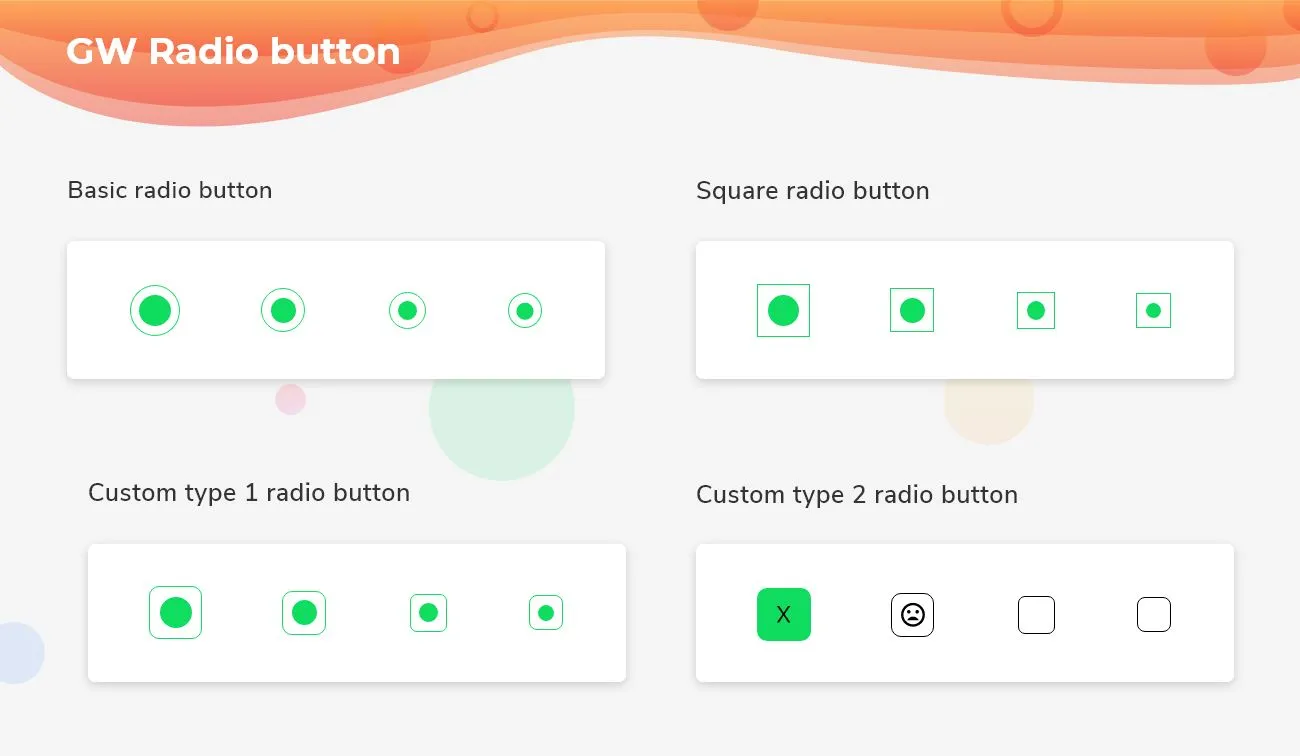 GW Radio button
Basic radio button
Square radio button
Custom type 1 radio button
Custom type 2 radio button
X